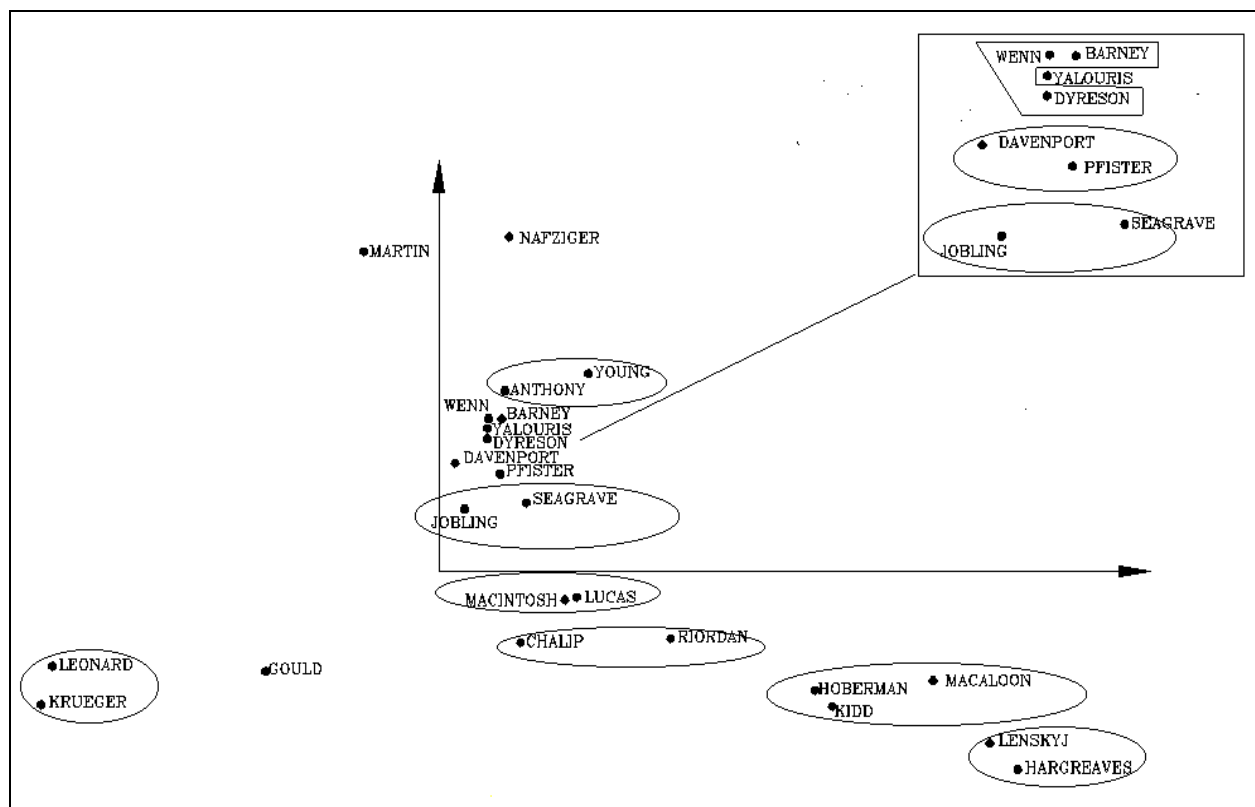 WENN
BARNEY
YALOURIS
DYRESON
DAVENPORT
PFISTER
SEAGRAVE
JOBLING
NAFZIGER
MARTIN
YOUNG
ANTHONY
WENN
BARNEY
YALOURIS
DYRESON
DAVENPORT
PFISTER
SEAGRAVE
JOBLING
MACINTOSH
LUCAS
CHALIP
RIORDAN
LEONARD
GOULD
KRUEGER
HOBERMAN
MACALOON
KIDD
LENSKYJ
HARGREAVES